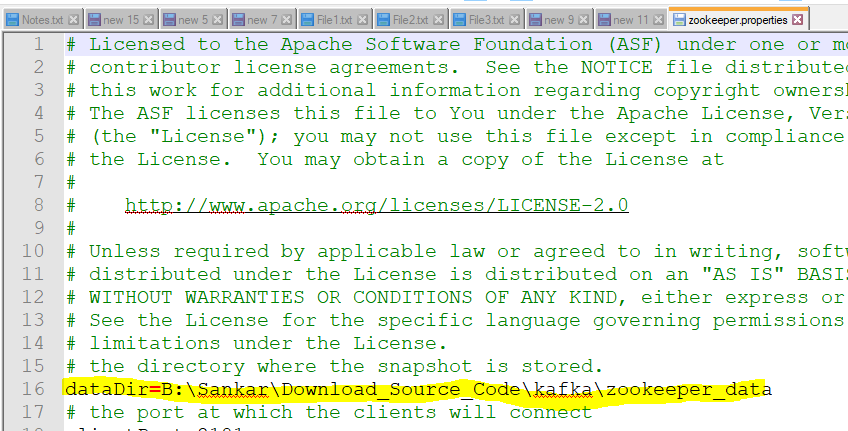 Notes.txt new 15 new 5 new 7 File1.txt File2.txt File3.txt new 9 new 11 zookeeper.properties
1 # Licensed to the Apache Software Foundation (ASF) under one or mo
2 # contributor license agreements.  See the NOTICE file distributed
3 # this work for additional information regarding copyright ownersh
4 # The ASF licenses this file to You under the Apache License, Ver
5 # (the "License"); you may not use this file except in compliance
6 # the License.  You may obtain a copy of the License at
7 #
8 #    http://www.apache.org/licenses/LICENSE-2.0
9 #
10 # Unless required by applicable law or agreed to in writing, softw
11 # distributed under the License is distributed on an "AS IS" BASIS
12 # WITHOUT WARRANTIES OR CONDITIONS OF ANY KIND, either express or
13 # See the License for the specific language governing permissions
14 # limitations under the License.
15 # the directory where the snapshot is stored.
16 dataDir=B:\Sankar\Download_Source_Code\kafka\zookeeper_data
17 # the port at which the clients will connect